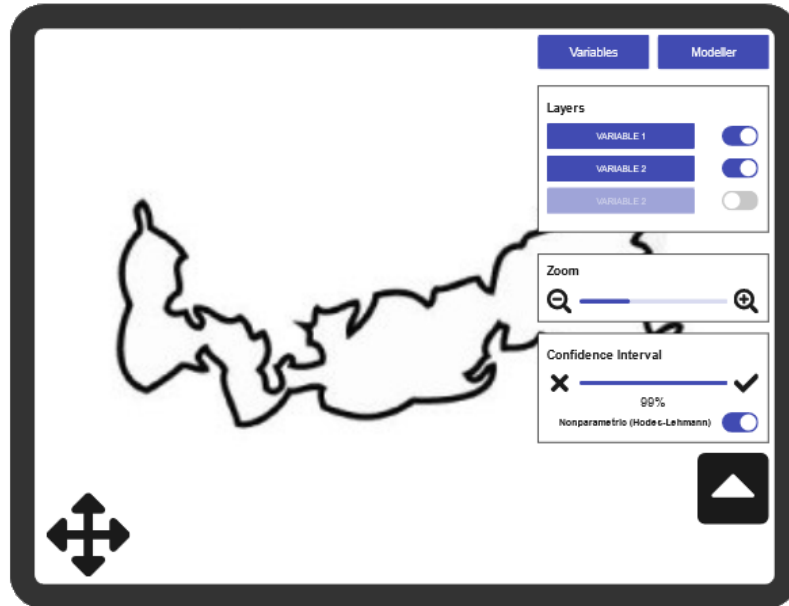 Variables
Modeller
Layers
VARIABLE 1
VARIABLE 2
VARIABLE 2
Zoom
Confidence Interval
99%
Nonparametric (Hodes-Lehmann)